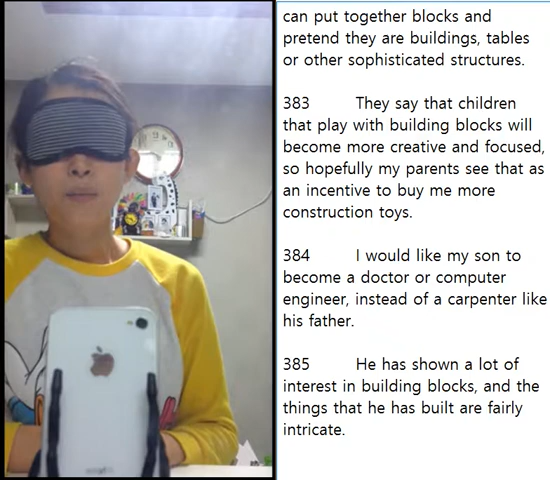 can put together blocks and
pretend they are buildings, tables
or other sophisticated structures.
383 They say that children
that play with building blocks will
become more creative and focused,
so hopefully my parents see that as
an incentive to buy me more
construction toys.
384 I would like my son to
become a doctor or computer
engineer, instead of a carpenter like
his father.
385 He has shown a lot of
interest in building blocks, and the
things that he has built are fairly
intricate.